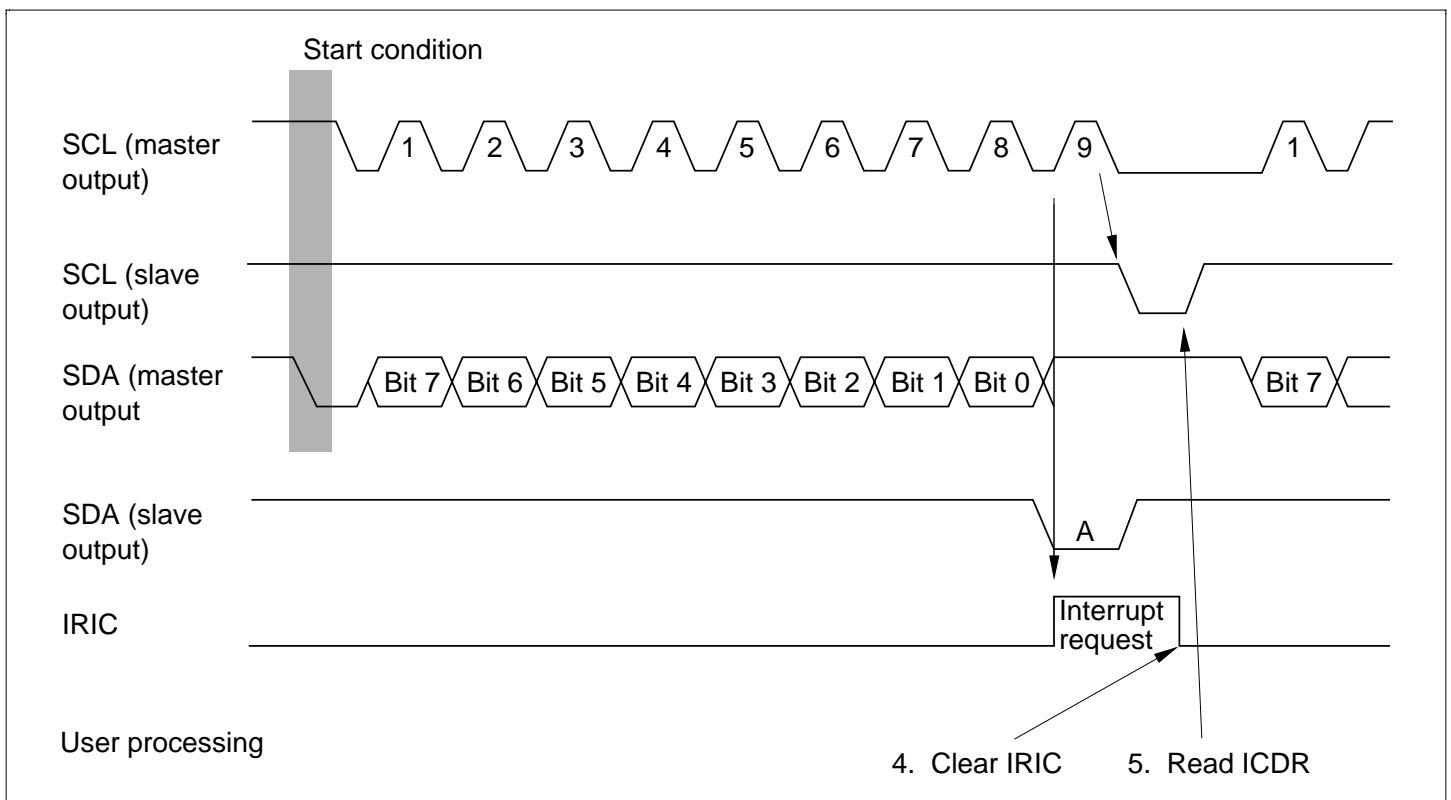 Start condition
SCL (master
output)
1 2 3 4 5 6 7 8 9 1
SCL (slave
output)
SDA (master
output
Bit 7 Bit 6 Bit 5 Bit 4 Bit 3 Bit 2 Bit 1 Bit 0 Bit 7
SDA (slave
output)
A
IRIC
Interrupt
request
User processing
4. Clear IRIC 5. Read ICDR